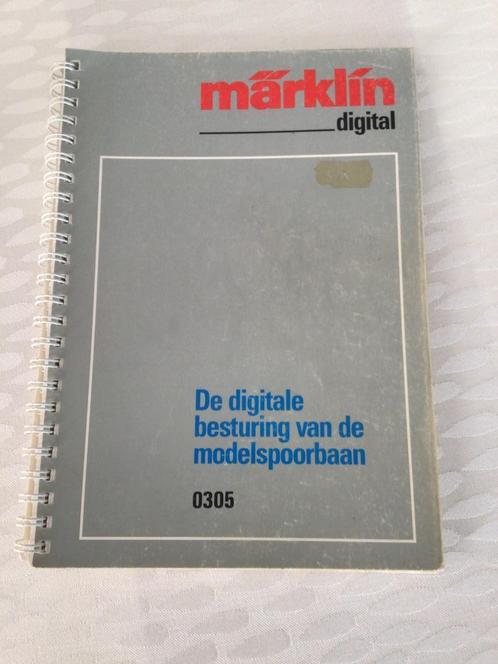 märklin
digital
De digitale
besturing van de
modelspoorbaan
0305